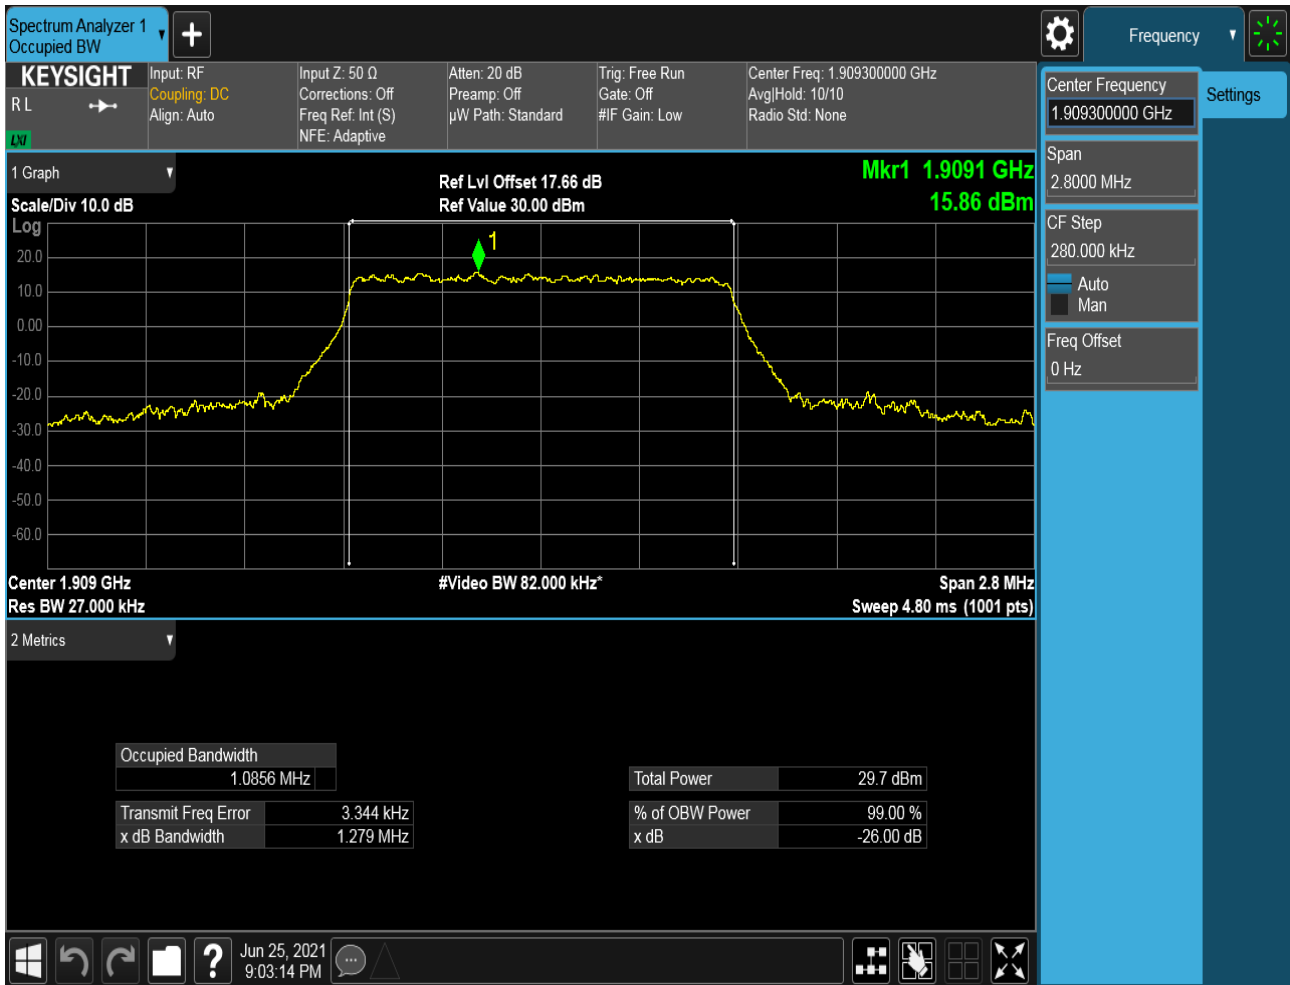 Spectrum Analyzer 1
Occupied BW
+
Frequency
KEYSIGHT
R L
LXI
Input: RF
Coupling: DC
Align: Auto
Input Z: 50 Ω
Corrections: Off
Freq Ref: Int (S)
NFE: Adaptive
Atten: 20 dB
Preamp: Off
µW Path: Standard
Trig: Free Run
Gate: Off
#IF Gain: Low
Center Freq: 1.909300000 GHz
Avg|Hold: 10/10
Radio Std: None
Center Frequency
1.909300000 GHz
Settings
Span
2.8000 MHz
CF Step
280.000 kHz
Auto
Man
Freq Offset
0 Hz
1 Graph
Scale/Div 10.0 dB
Log
Ref Lvl Offset 17.66 dB
Ref Value 30.00 dBm
Mkr1 1.9091 GHz
15.86 dBm
1
20.0
10.0
0.00
-10.0
-20.0
-30.0
-40.0
-50.0
-60.0
Center 1.909 GHz
Res BW 27.000 kHz
#Video BW 82.000 kHz*
Span 2.8 MHz
Sweep 4.80 ms (1001 pts)
2 Metrics
Occupied Bandwidth
1.0856 MHz
Transmit Freq Error 3.344 kHz
x dB Bandwidth 1.279 MHz
Total Power 29.7 dBm
% of OBW Power 99.00 %
x dB -26.00 dB
?
Jun 25, 2021
9:03:14 PM